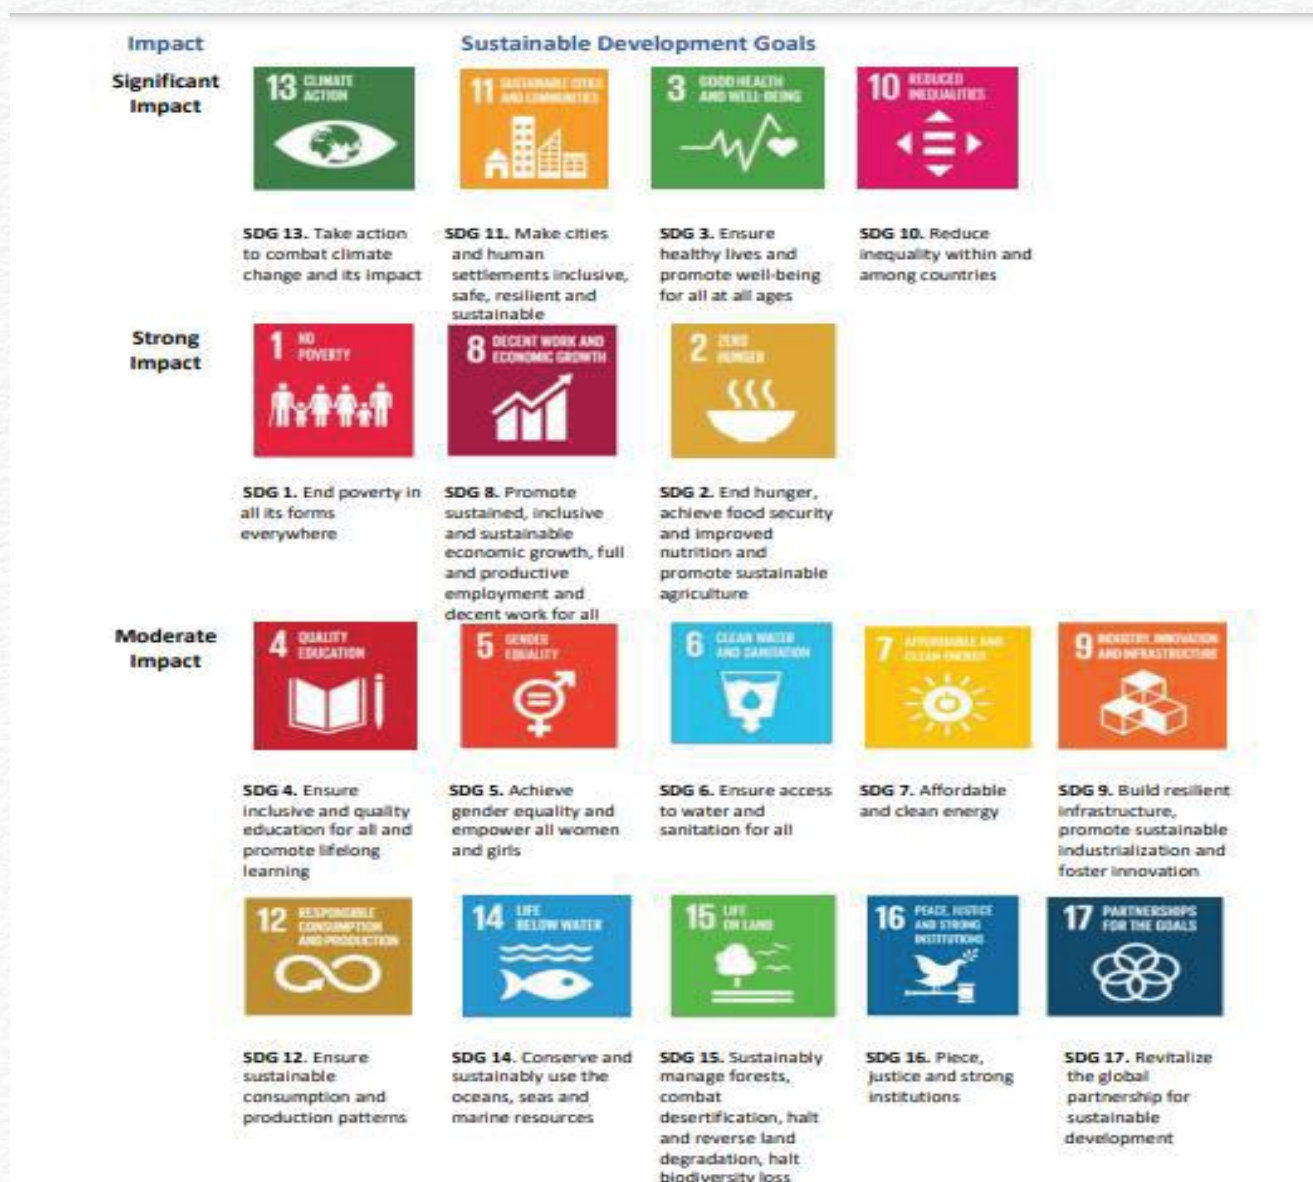 Impact
Sustainable Development Goals
Significant
Impact
13 CLIMATE
ACTION
11 SUSTAINABLE CITIES
AND COMMUNITIES
3 GOOD HEALTH
AND WELL-BEING
10 REDUCED
INEQUALITIES
SDG 13. Take action
to combat climate
change and its impact
SDG 11. Make cities
and human
settlements inclusive,
safe, resilient and
sustainable
SDG 3. Ensure
healthy lives and
promote well-being
for all at all ages
SDG 10. Reduce
inequality within and
among countries
Strong
Impact
1 NO
POVERTY
8 DECENT WORK AND
ECONOMIC GROWTH
2 ZERO
HUNGER
SDG 1. End poverty in
all its forms
everywhere
SDG 8. Promote
sustained, inclusive
and sustainable
economic growth, full
and productive
employment and
decent work for all
SDG 2. End hunger,
achieve food security
and improved
nutrition and
promote sustainable
agriculture
Moderate
Impact
4 QUALITY
EDUCATION
5 GENDER
EQUALITY
6 CLEAN WATER
AND SANITATION
7 AFFORDABLE AND
CLEAN ENERGY
9 INDUSTRY, INNOVATION
AND INFRASTRUCTURE
SDG 4. Ensure
inclusive and quality
education for all and
promote lifelong
learning
SDG 5. Achieve
gender equality and
empower all women
and girls
SDG 6. Ensure access
to water and
sanitation for all
SDG 7. Affordable
and clean energy
SDG 9. Build resilient
infrastructure,
promote sustainable
industrialization and
foster innovation
12 RESPONSIBLE
CONSUMPTION
AND PRODUCTION
14 LIFE
BELOW WATER
15 LIFE
ON LAND
16 PEACE, JUSTICE
AND STRONG
INSTITUTIONS
17 PARTNERSHIPS
FOR THE GOALS
SDG 12. Ensure
sustainable
consumption and
production patterns
SDG 14. Conserve and
sustainably use the
oceans, seas and
marine resources
SDG 15. Sustainably
manage forests,
combat
desertification, halt
and reverse land
degradation, halt
biodiversity loss
SDG 16. Piece,
justice and strong
institutions
SDG 17. Revitalize
the global
partnership for
sustainable
development